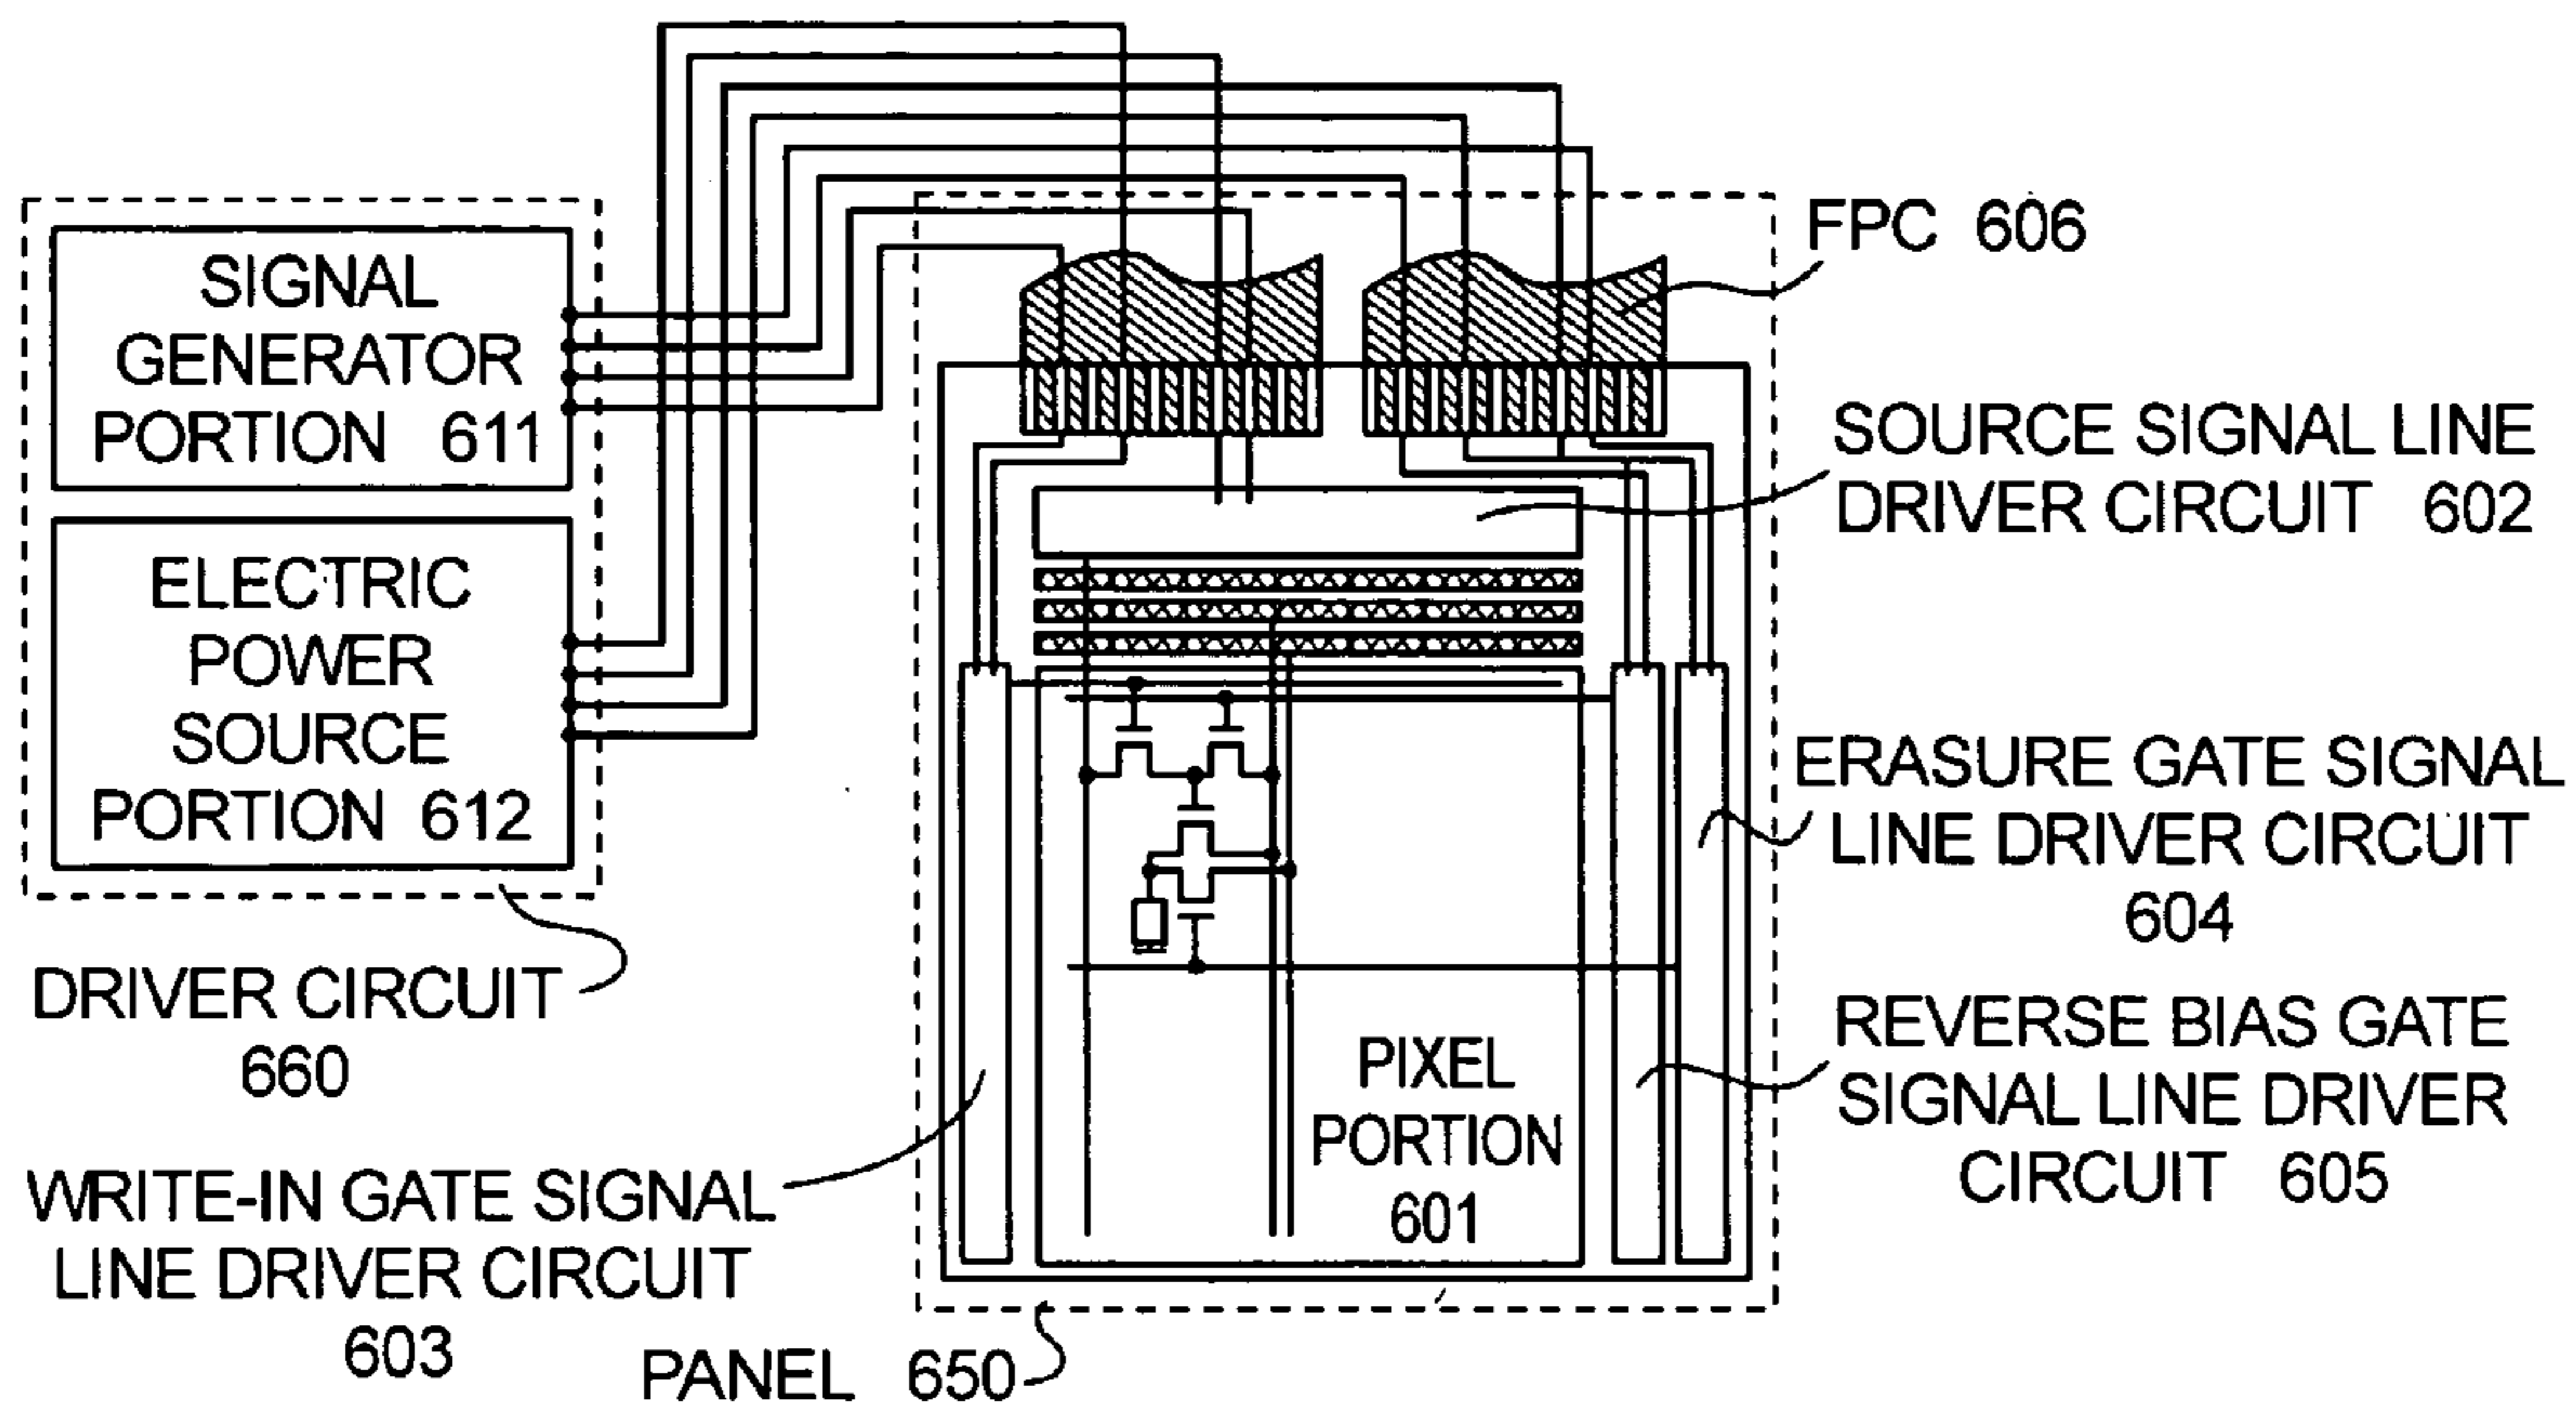 SIGNAL
GENERATOR
PORTION 611
ELECTRIC
POWER
SOURCE
PORTION 612
DRIVER CIRCUIT
660
WRITE-IN GATE SIGNAL
LINE DRIVER CIRCUIT
603
PANEL 650
PIXEL
PORTION
601
FPC 606
SOURCE SIGNAL LINE
DRIVER CIRCUIT 602
ERASURE GATE SIGNAL
LINE DRIVER CIRCUIT
604
REVERSE BIAS GATE
SIGNAL LINE DRIVER
CIRCUIT 605